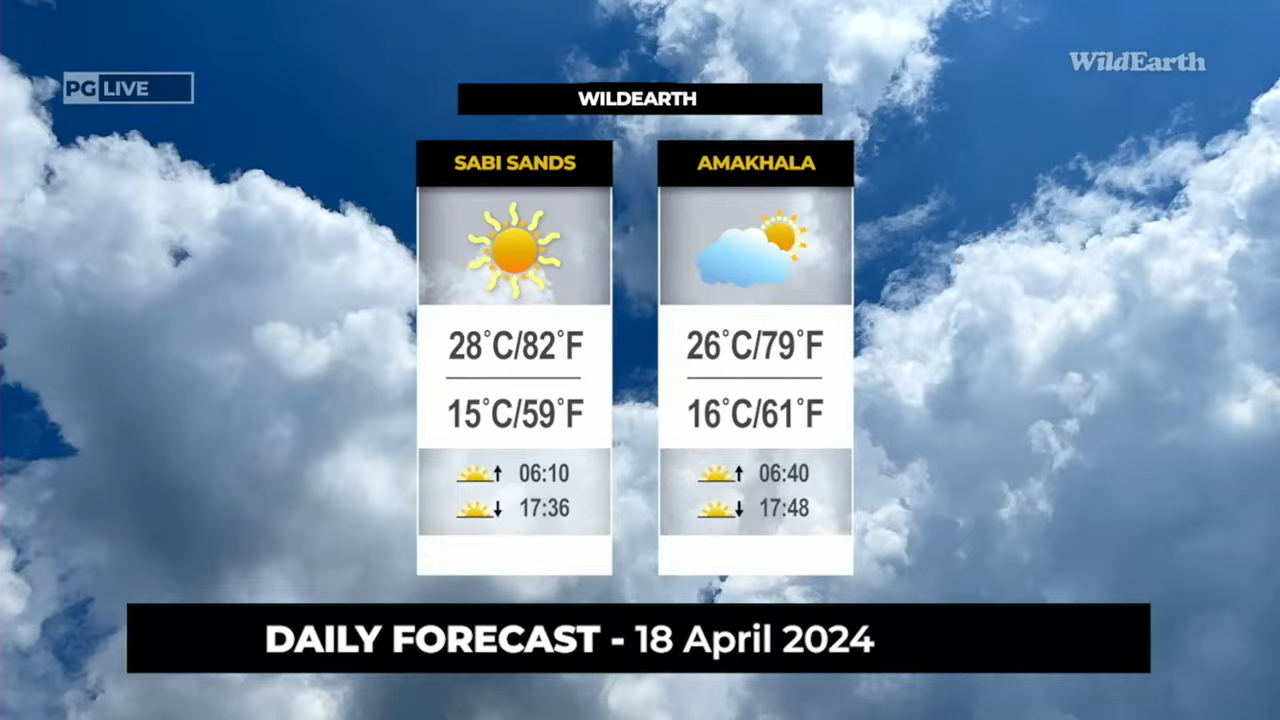 PG LIVE
WildEarth
WILDEARTH
SABI SANDS
28°C/82°F
15°C/59°F
06:10
17:36
AMAKHALA
26°C/79°F
16°C/61°F
06:40
17:48
DAILY FORECAST - 18 April 2024